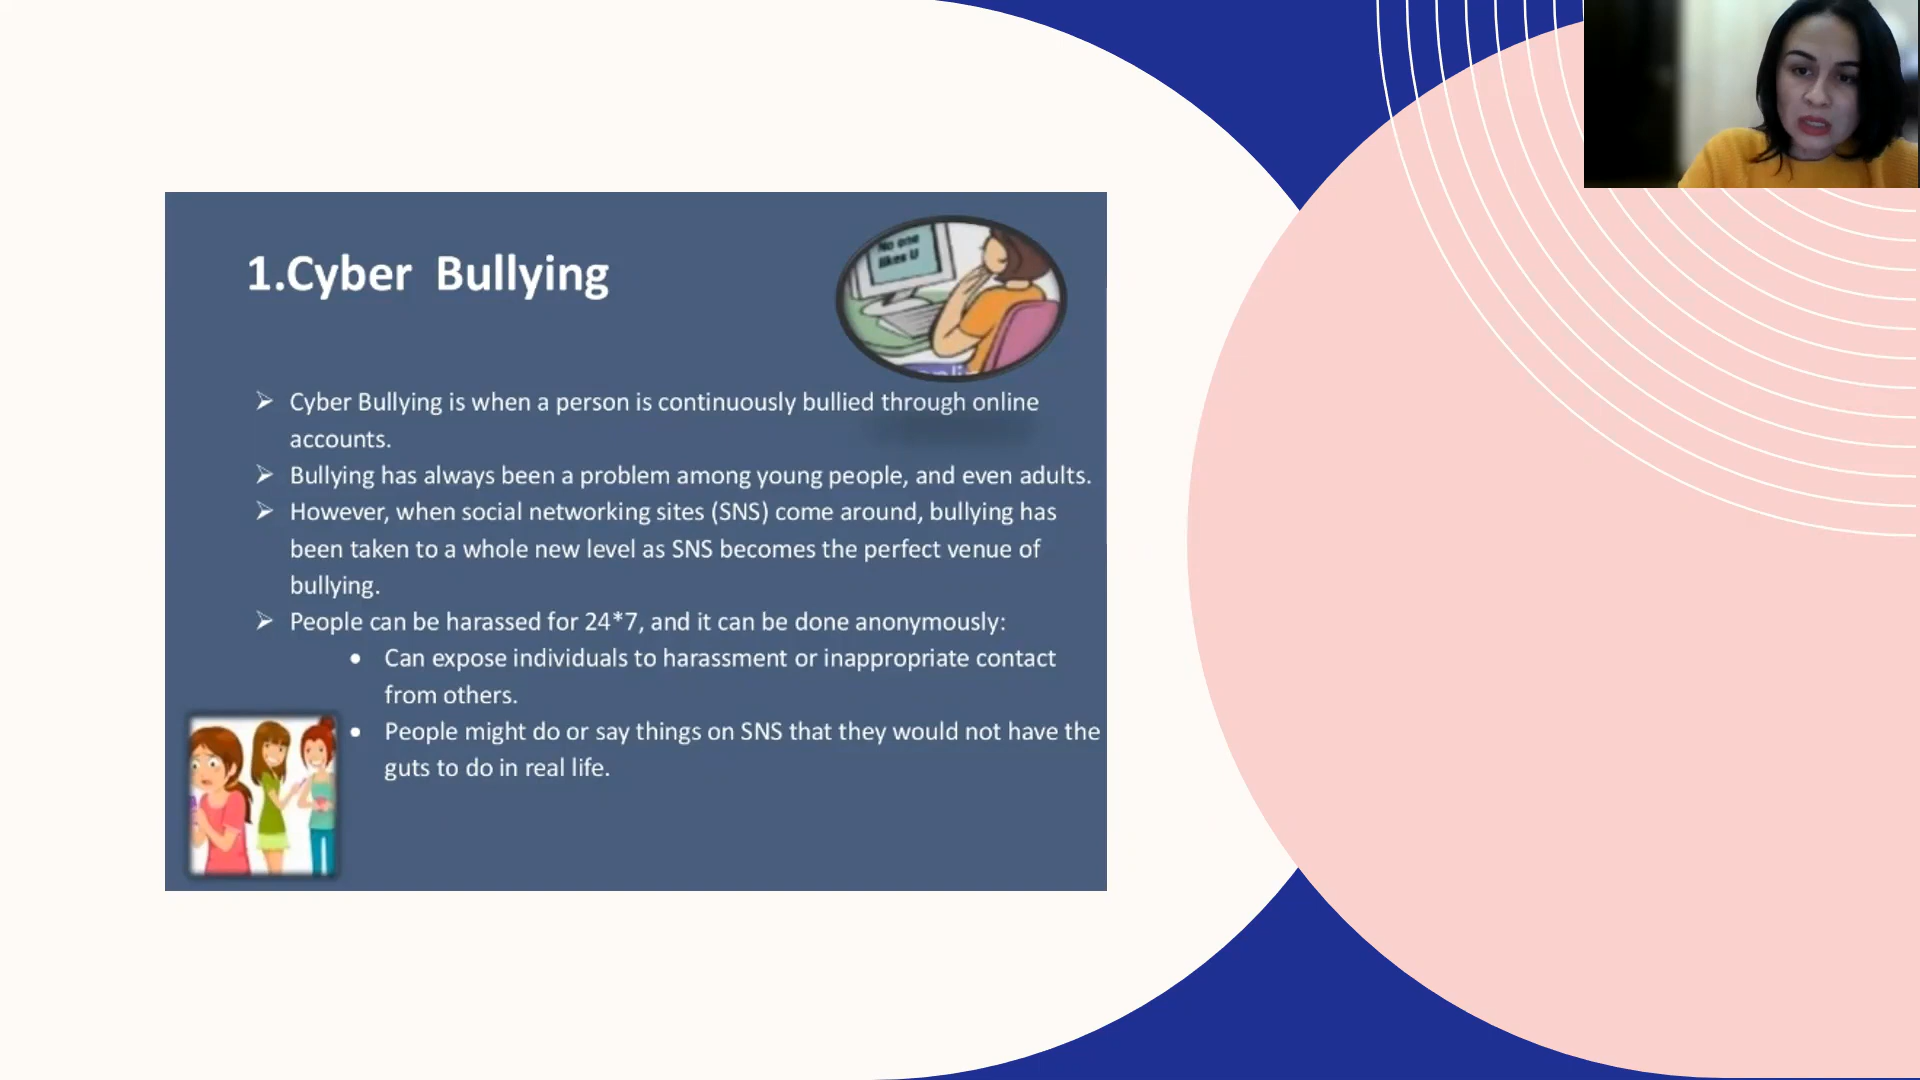 No one
likes U
1.Cyber Bullying
➢ Cyber Bullying is when a person is continuously bullied through online
accounts.
➢ Bullying has always been a problem among young people, and even adults.
➢ However, when social networking sites (SNS) come around, bullying has
been taken to a whole new level as SNS becomes the perfect venue of
bullying.
➢ People can be harassed for 24*7, and it can be done anonymously:
• Can expose individuals to harassment or inappropriate contact
from others.
• People might do or say things on SNS that they would not have the
guts to do in real life.